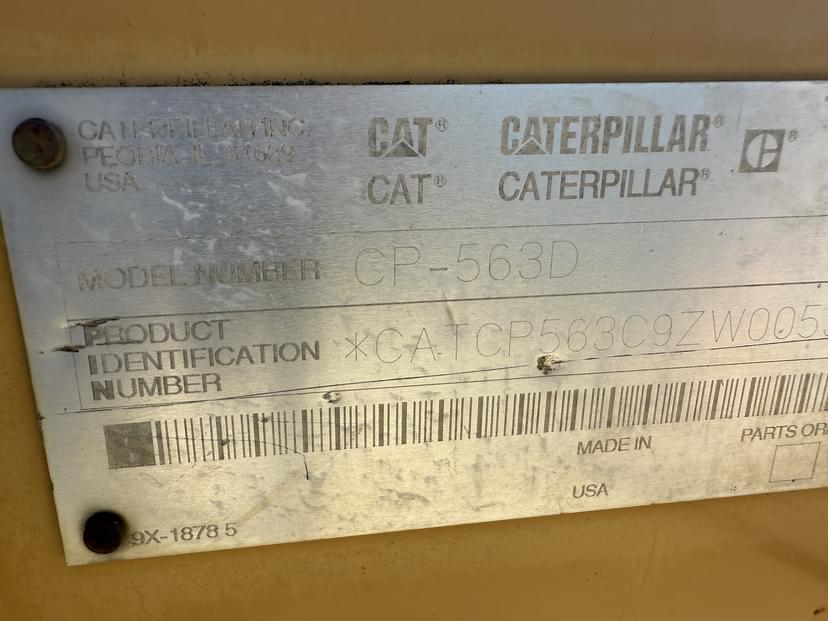 CATERPILLAR INC. CAT® CATERPILLAR® C®
PEORIA, IL 61629
USA CAT® CATERPILLAR®
MODEL NUMBER CP-563D
PRODUCT
IDENTIFICATION *CATCP563C9ZW005
NUMBER
MADE IN PARTS OR
USA
9X-1878 5